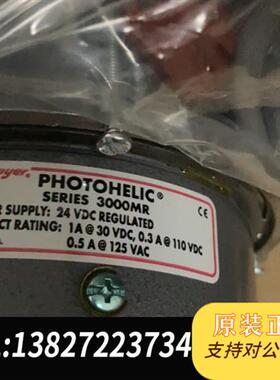 PHOTOHELIC®
SERIES 3000MR
SUPPLY: 24 VDC REGULATED
CT RATING: 1A @ 30 VDC, 0.3 A @ 110 VDC
0.5 A @ 125 VAC
CE
原装正
支持对公
:13827223734